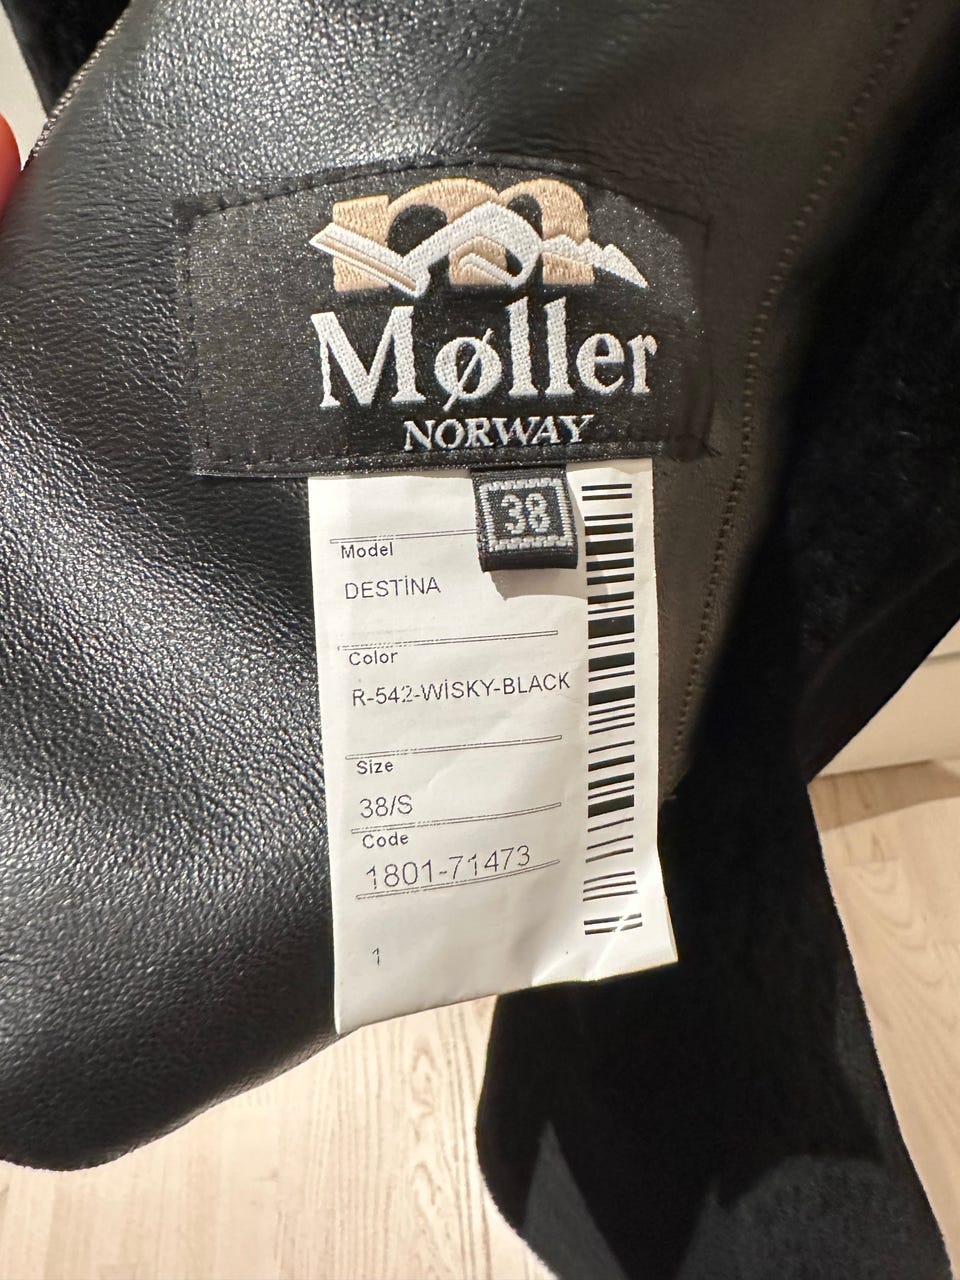 Møller
NORWAY
38
Model
DESTİNA
Color
R-542-WİSKY-BLACK
Size
38/S
Code
1801-71473
1